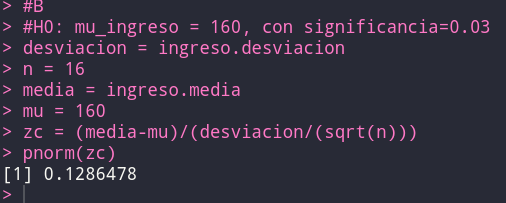 > #B
> #H0: mu_ingreso = 160, con significancia=0.03
> desviacion = ingreso.desviacion
> n = 16
> media = ingreso.media
> mu = 160
> zc = (media-mu)/(desviacion/(sqrt(n)))
> pnorm(zc)
[1] 0.1286478
>